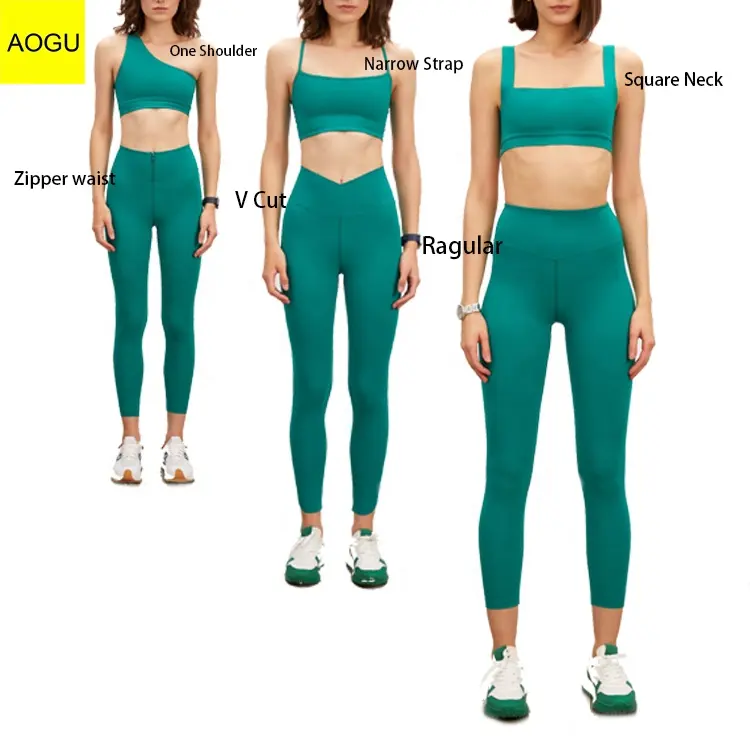 AOGU
One Shoulder
Narrow Strap
Square Neck
Zipper waist
V Cut
Ragular